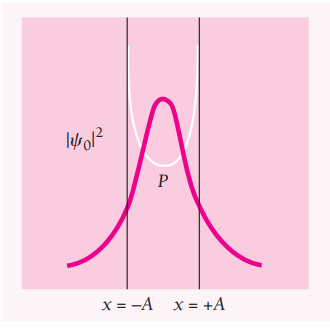 |ψ₀|²
P
x = –A x = +A